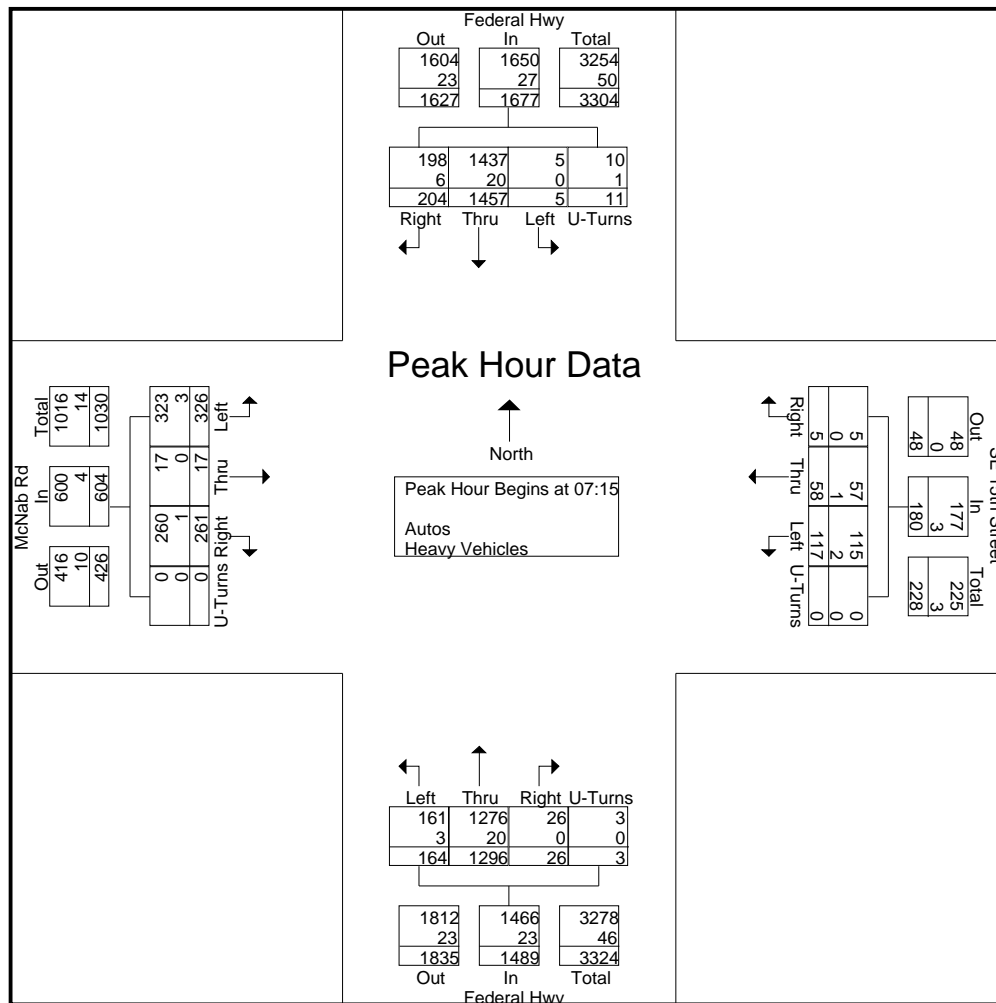 Federal Hwy
Out In Total
1604 1650 3254
23 27 50
1627 1677 3304
198 1437 5 10
6 20 0 1
204 1457 5 11
Right Thru Left U-Turns
Peak Hour Data
North
Peak Hour Begins at 07:15
Autos
Heavy Vehicles
McNab Rd
Out In Total
416 600 1016
10 4 14
426 604 1030
0 260 17 323
0 1 0 3
0 261 17 326
U-Turns Right Thru Left
Out In Total
48 177 225
0 3 3
48 180 228
5 57 115 0
0 1 2 0
5 58 117 0
Right Thru Left U-Turns
Left Thru Right U-Turns
161 1276 26 3
3 20 0 0
164 1296 26 3
1812 1466 3278
23 23 46
1835 1489 3324
Out In Total
Federal Hwy